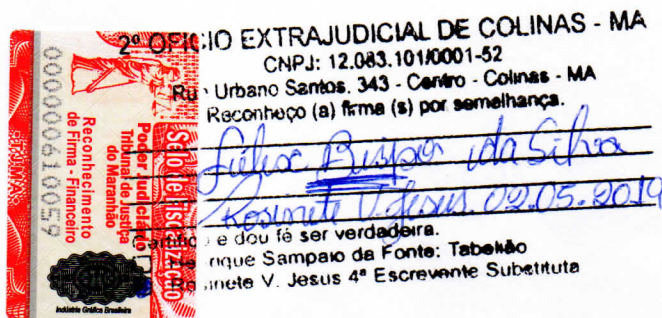 2º OFICIO EXTRAJUDICIAL DE COLINAS - MA
CNPJ: 12.083.101/0001-52
Rua Urbano Santos, 343 - Centro - Colinas - MA
Reconheço (a) firma (s) por semelhança.
da Silva
Rosinete V. Jesus. 02.05.2019
Certifico e dou fé ser verdadeira.
Henrique Sampaio da Fonte: Tabelião
Rosinete V. Jesus 4ª Escrevente Substituta
Selo de Fiscalização
Poder Judiciário
Tribunal de Justiça
do Maranhão
Reconhecimento
de Firma - Financeiro
Indústria Gráfica Brasileira